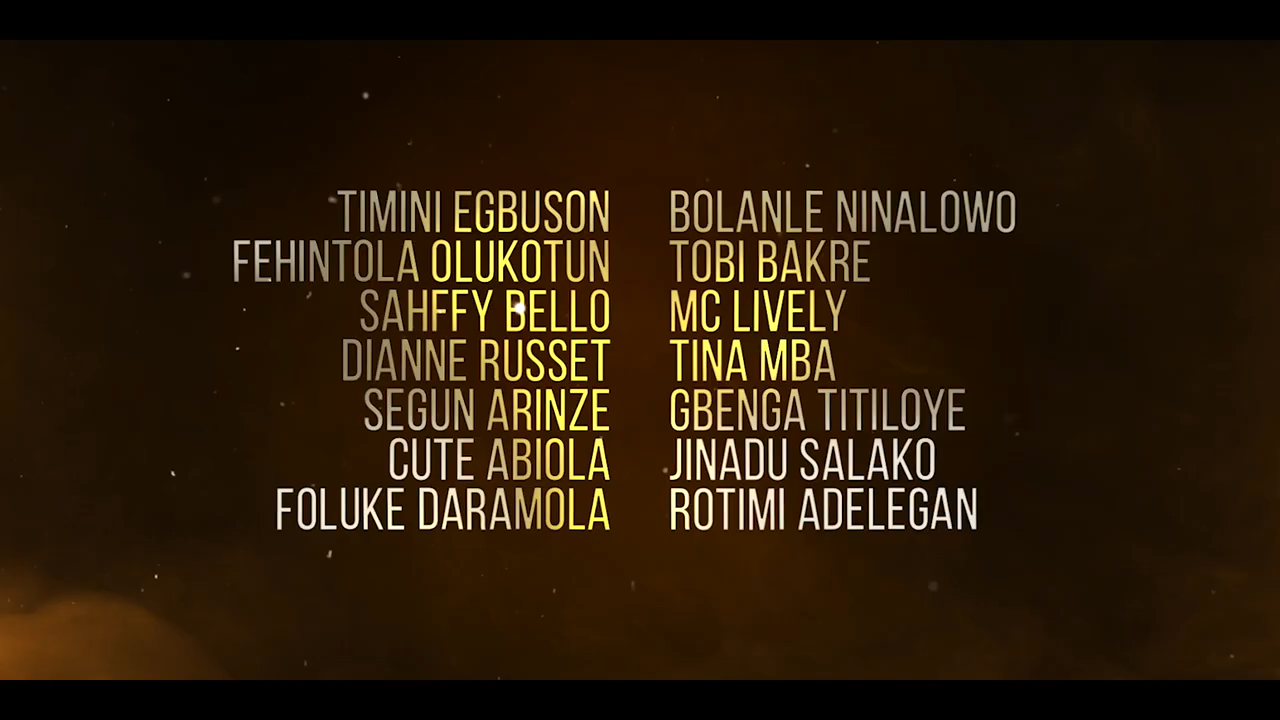 TIMINI EGBUSON
FEHINTOLA OLUKOTUN
SAHFFY BELLO
DIANNE RUSSET
SEGUN ARINZE
CUTE ABIOLA
FOLUKE DARAMOLA
BOLANLE NINALOWO
TOBI BAKRE
MC LIVELY
TINA MBA
GBENGA TITILOYE
JINADU SALAKO
ROTIMI ADELEGAN